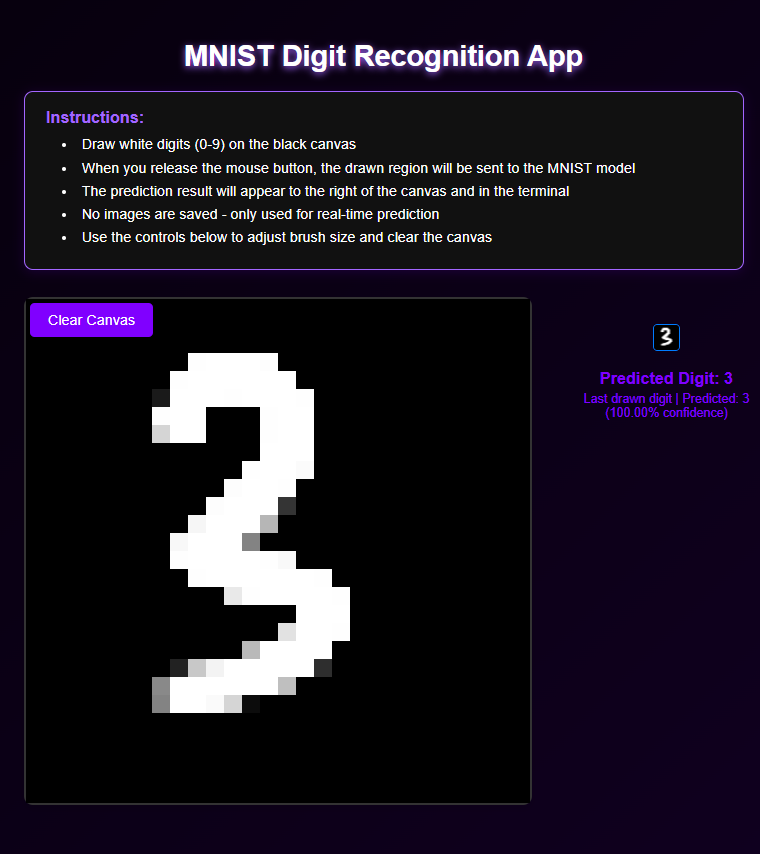 MNIST Digit Recognition App
Instructions:
Draw white digits (0-9) on the black canvas
When you release the mouse button, the drawn region will be sent to the MNIST model
The prediction result will appear to the right of the canvas and in the terminal
No images are saved - only used for real-time prediction
Use the controls below to adjust brush size and clear the canvas
Clear Canvas
3
3
Predicted Digit: 3
Last drawn digit | Predicted: 3
(100.00% confidence)